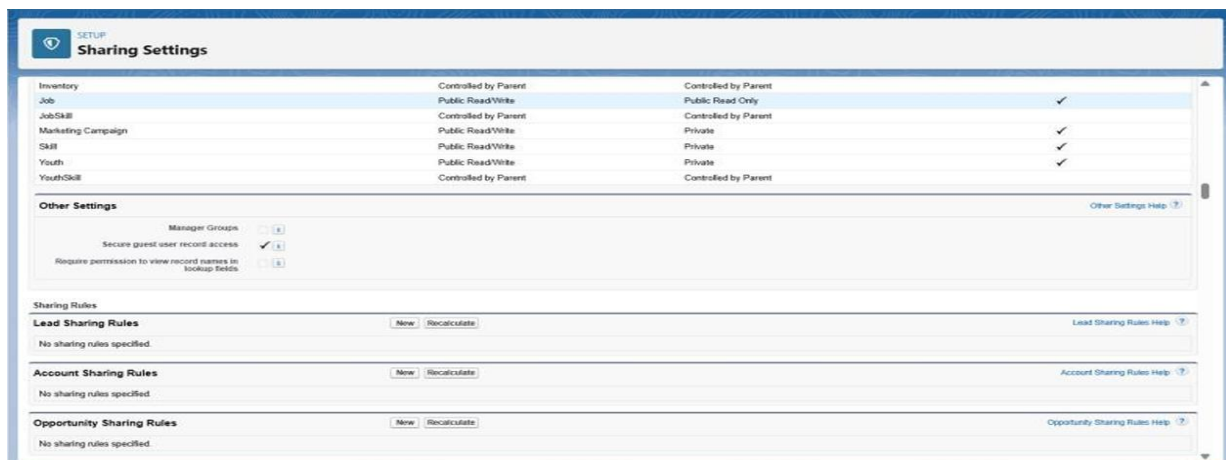 SETUP
Sharing Settings
Inventory Controlled by Parent Controlled by Parent
Job Public Read/Write Public Read Only
JobSkill Controlled by Parent Controlled by Parent
Marketing Campaign Public Read/Write Private
Skill Public Read/Write Private
Youth Public Read/Write Private
YouthSkill Controlled by Parent Controlled by Parent
Other Settings Other Settings Help ?
Manager Groups i
Secure guest user record access i
Require permission to view record names in i
lookup fields
Sharing Rules
Lead Sharing Rules New Recalculate Lead Sharing Rules Help ?
No sharing rules specified.
Account Sharing Rules New Recalculate Account Sharing Rules Help ?
No sharing rules specified.
Opportunity Sharing Rules New Recalculate Opportunity Sharing Rules Help ?
No sharing rules specified.